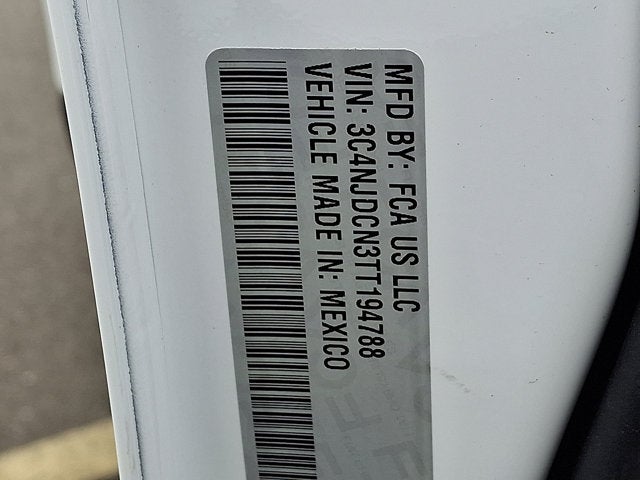 MFD BY: FCA US LLC
VIN: 3C4NJDCN3TT194788
VEHICLE MADE IN: MEXICO